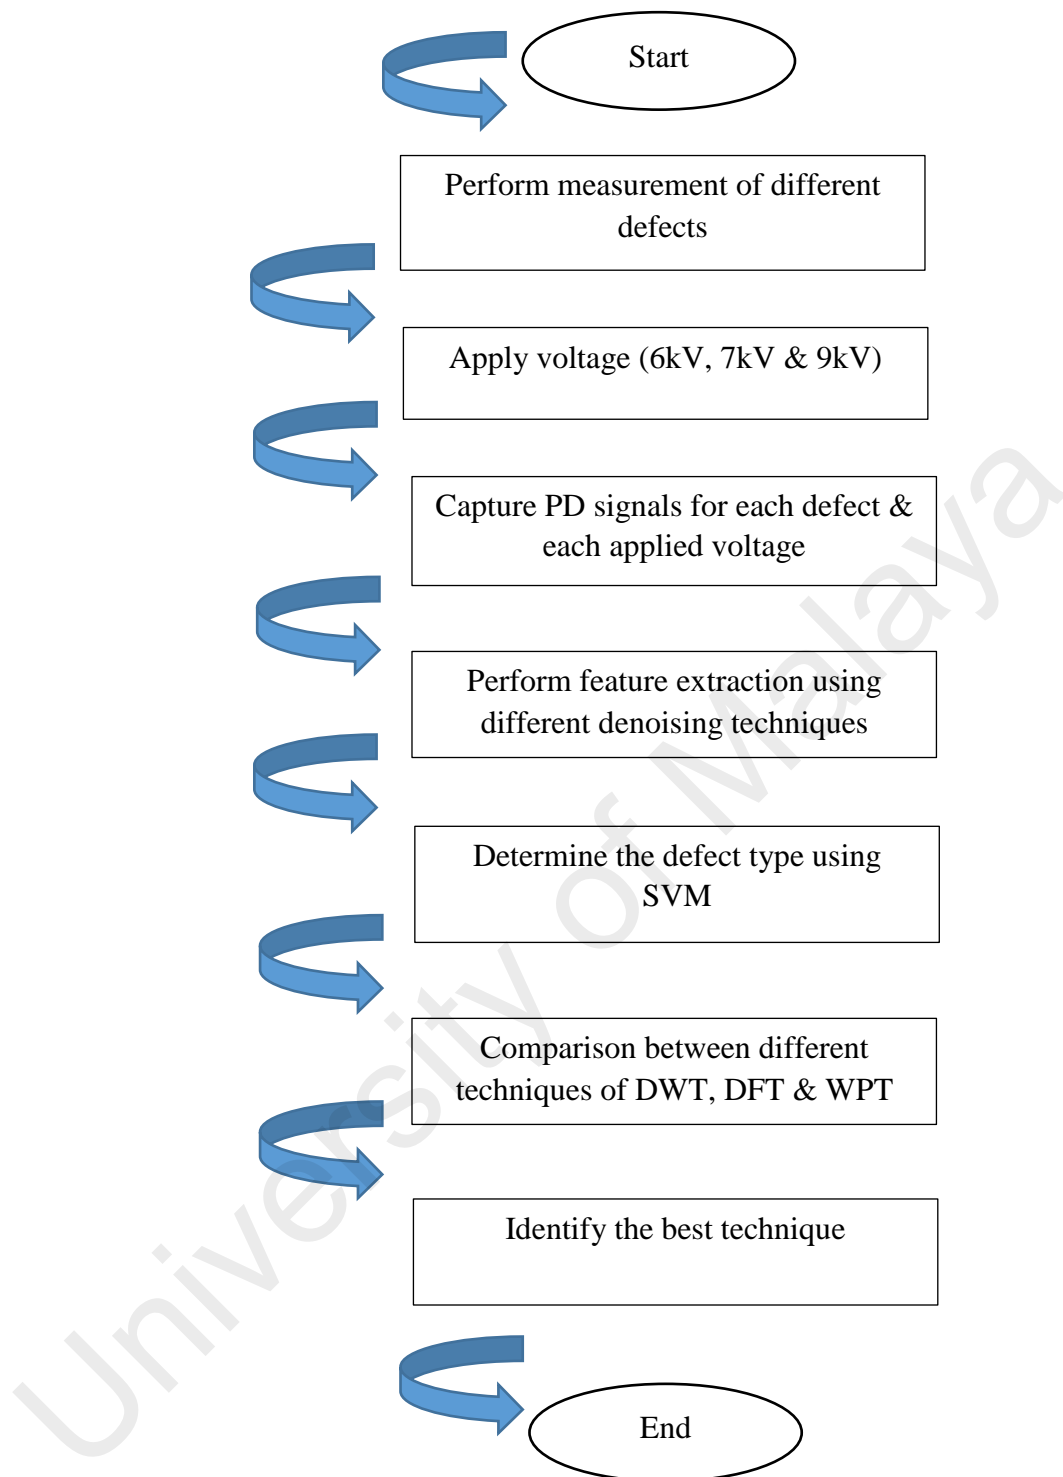 Start
Perform measurement of different
defects
Apply voltage (6kV, 7kV & 9kV)
Capture PD signals for each defect &
each applied voltage
Perform feature extraction using
different denoising techniques
Determine the defect type using
SVM
Comparison between different
techniques of DWT, DFT & WPT
Identify the best technique
End
University of Malaya